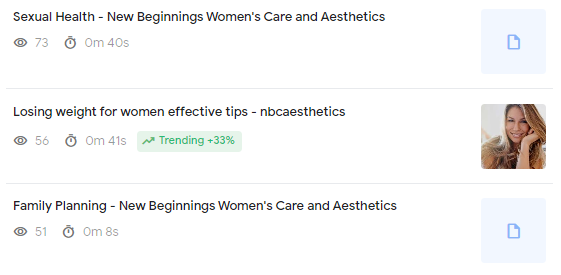 Sexual Health - New Beginnings Women's Care and Aesthetics
73 0m 40s
Losing weight for women effective tips - nbcaesthetics
56 0m 41s Trending +33%
Family Planning - New Beginnings Women's Care and Aesthetics
51 0m 8s